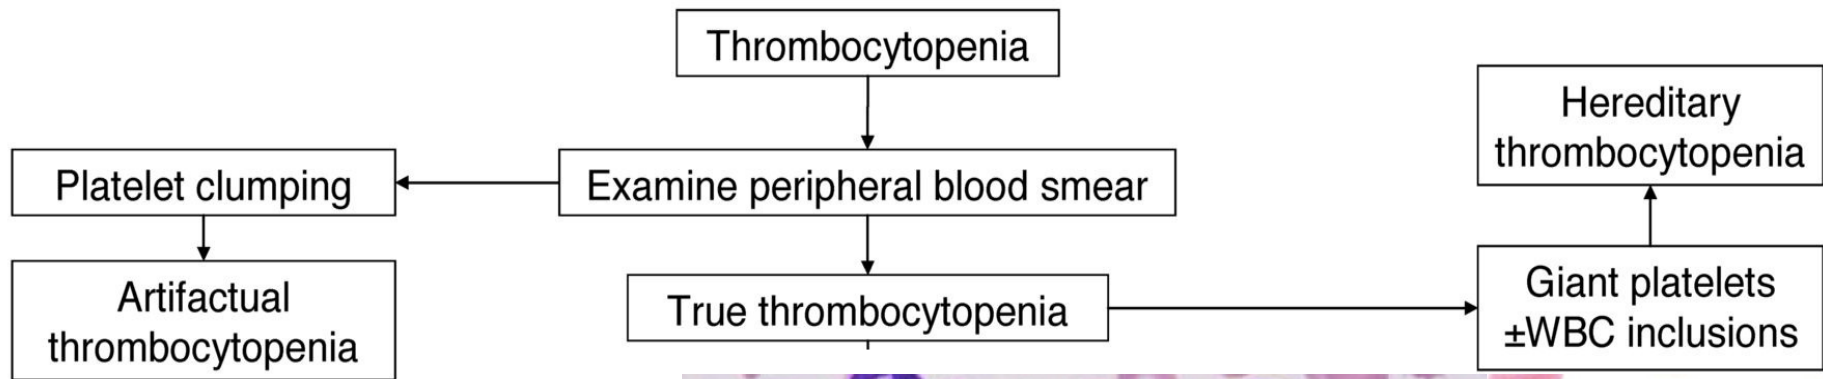 Thrombocytopenia
Hereditary
thrombocytopenia
Platelet clumping
Examine peripheral blood smear
Artifactual
thrombocytopenia
True thrombocytopenia
Giant platelets
±WBC inclusions